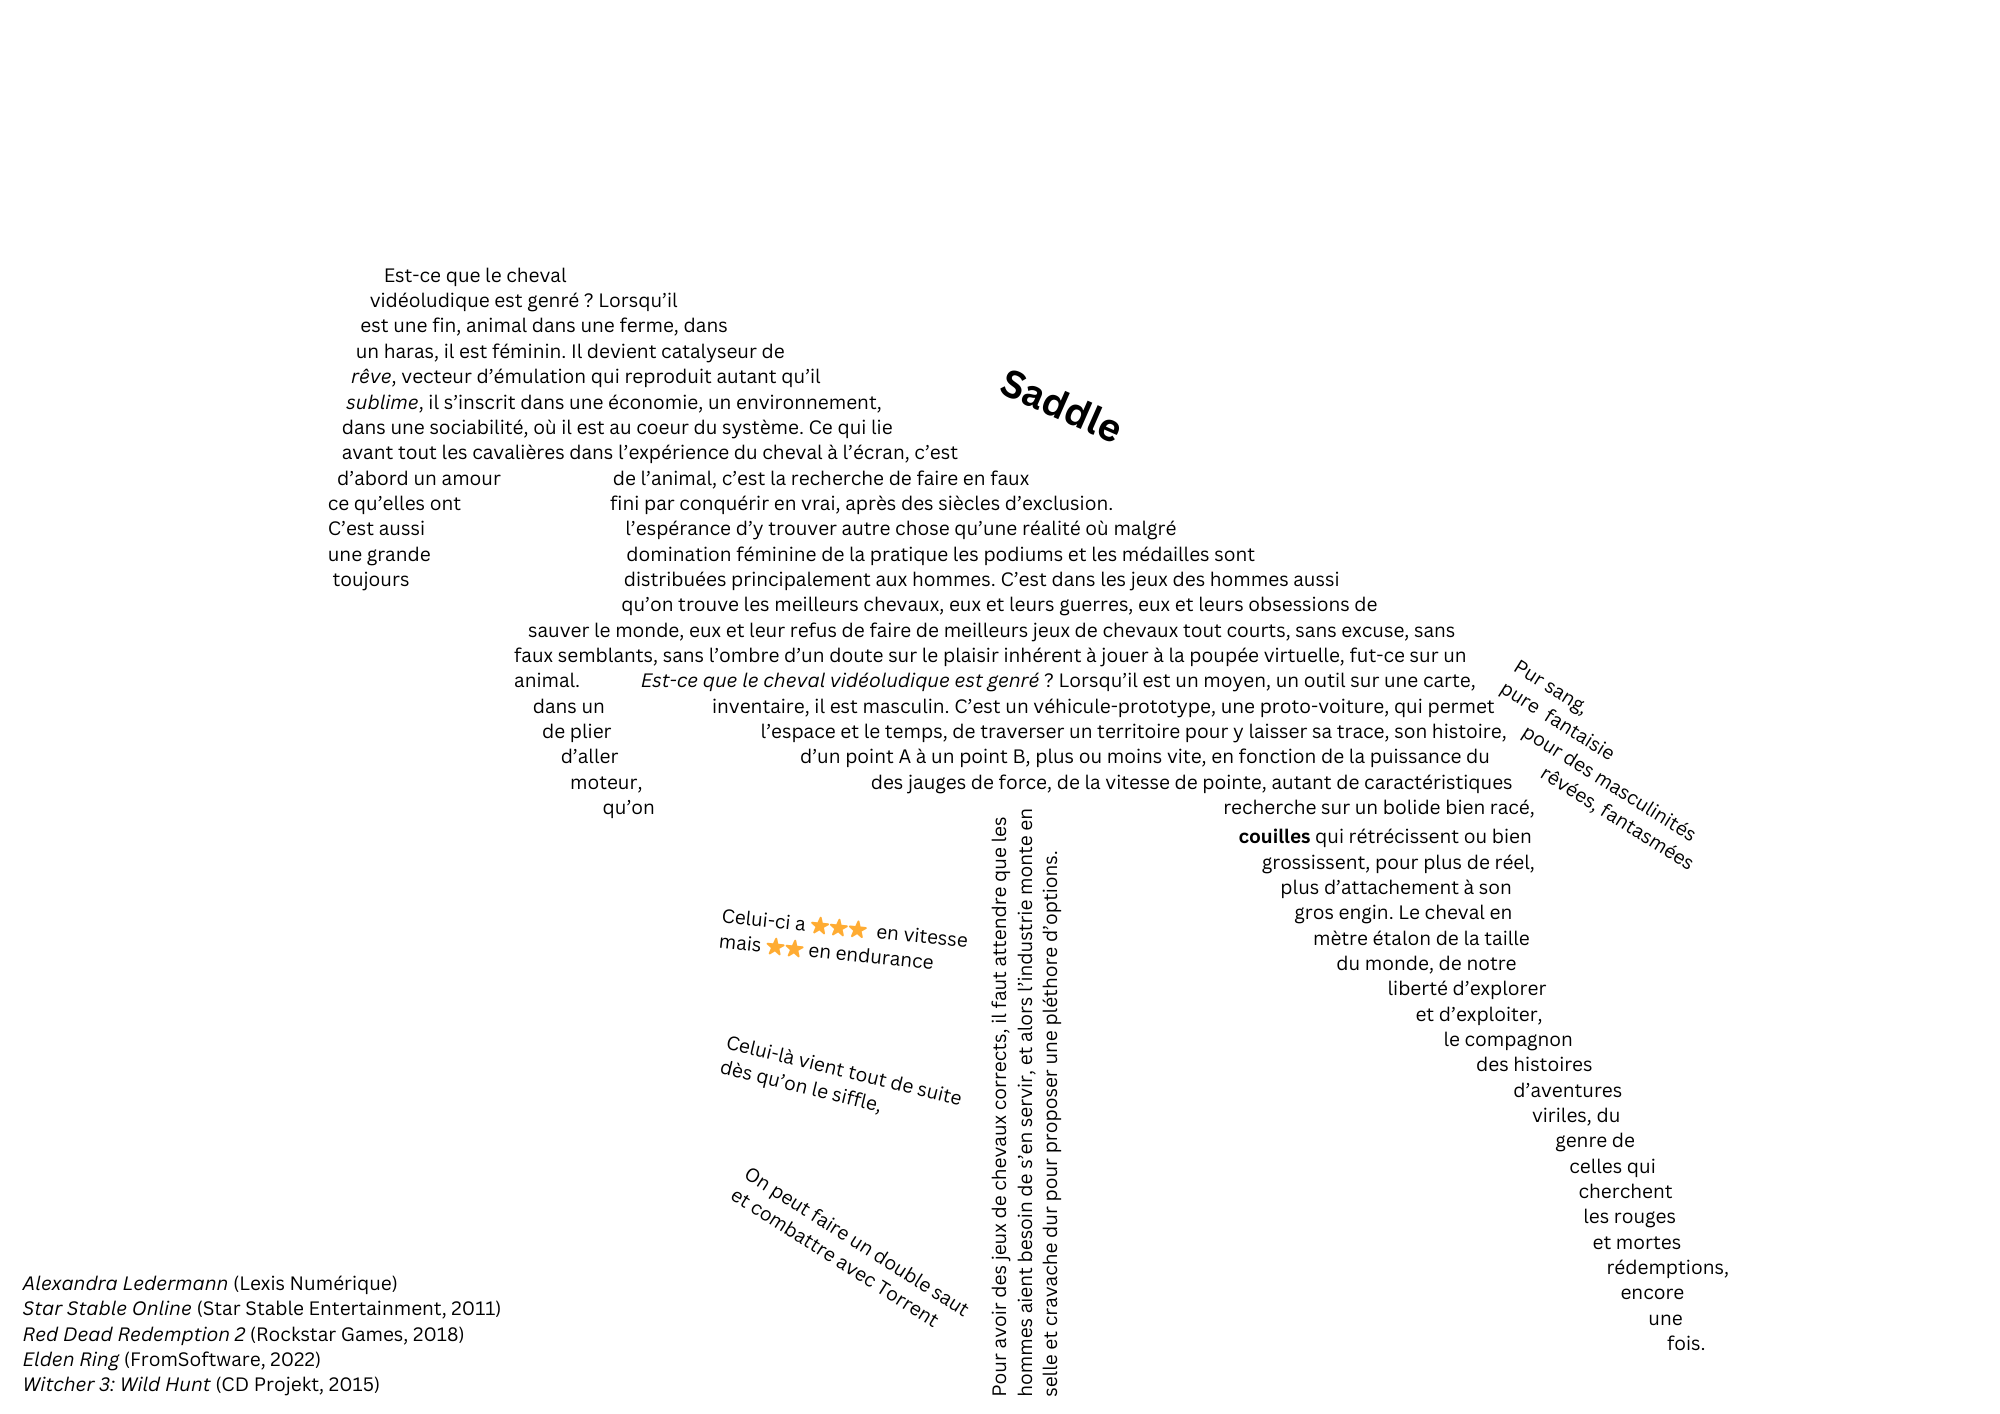 Saddle
Est-ce que le cheval
vidéoludique est genré ? Lorsqu’il
est une fin, animal dans une ferme, dans
un haras, il est féminin. Il devient catalyseur de
rêve, vecteur d’émulation qui reproduit autant qu’il
sublime, il s’inscrit dans une économie, un environnement,
dans une sociabilité, où il est au coeur du système. Ce qui lie
avant tout les cavalières dans l’expérience du cheval à l’écran, c’est
d’abord un amour de l’animal, c’est la recherche de faire en faux
ce qu’elles ont fini par conquérir en vrai, après des siècles d’exclusion.
C’est aussi l’espérance d’y trouver autre chose qu’une réalité où malgré
une grande domination féminine de la pratique les podiums et les médailles sont
toujours distribuées principalement aux hommes. C’est dans les jeux des hommes aussi
qu’on trouve les meilleurs chevaux, eux et leurs guerres, eux et leurs obsessions de
sauver le monde, eux et leur refus de faire de meilleurs jeux de chevaux tout courts, sans excuse, sans
faux semblants, sans l’ombre d’un doute sur le plaisir inhérent à jouer à la poupée virtuelle, fut-ce sur un
animal. Est-ce que le cheval vidéoludique est genré ? Lorsqu’il est un moyen, un outil sur une carte,
dans un inventaire, il est masculin. C’est un véhicule-prototype, une proto-voiture, qui permet
de plier l’espace et le temps, de traverser un territoire pour y laisser sa trace, son histoire,
d’aller d’un point A à un point B, plus ou moins vite, en fonction de la puissance du
moteur, des jauges de force, de la vitesse de pointe, autant de caractéristiques
qu’on recherche sur un bolide bien racé,
couilles qui rétrécissent ou bien
grossissent, pour plus de réel,
plus d’attachement à son
gros engin. Le cheval en
mètre étalon de la taille
du monde, de notre
liberté d’explorer
et d’exploiter,
le compagnon
des histoires
d’aventures
viriles, du
genre de
celles qui
cherchent
les rouges
et mortes
rédemptions,
encore
une
fois.
Pur sang,
pure fantaisie
pour des masculinités
rêvées, fantasmées
Pour avoir des jeux de chevaux corrects, il faut attendre que les
hommes aient besoin de s’en servir, et alors l’industrie monte en
selle et cravache dur pour proposer une pléthore d’options.
Celui-ci a ⭐⭐⭐ en vitesse
mais ⭐⭐ en endurance
Celui-là vient tout de suite
dès qu’on le siffle,
On peut faire un double saut
et combattre avec Torrent
Alexandra Ledermann (Lexis Numérique)
Star Stable Online (Star Stable Entertainment, 2011)
Red Dead Redemption 2 (Rockstar Games, 2018)
Elden Ring (FromSoftware, 2022)
Witcher 3: Wild Hunt (CD Projekt, 2015)